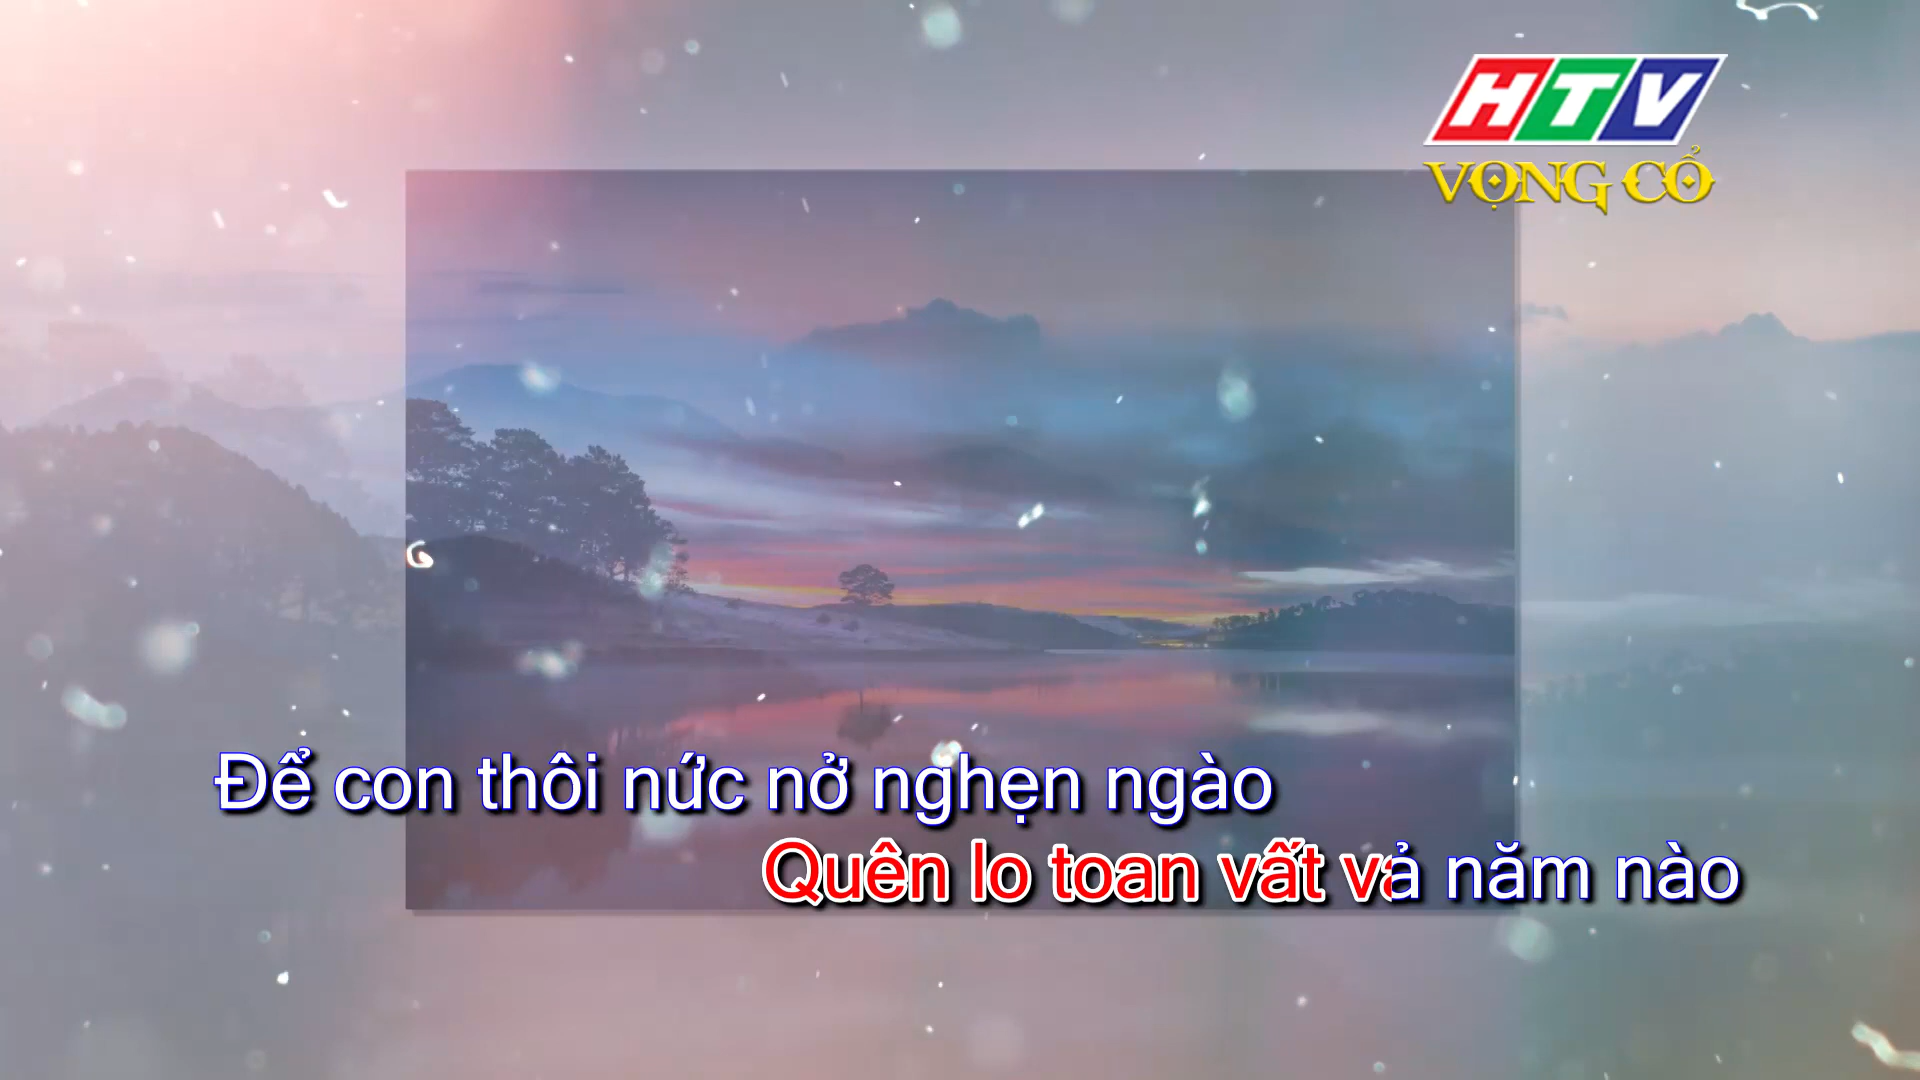 HTV
VỌNG CỔ
Để con thôi nức nở nghẹn ngào
Quên lo toan vất vả năm nào